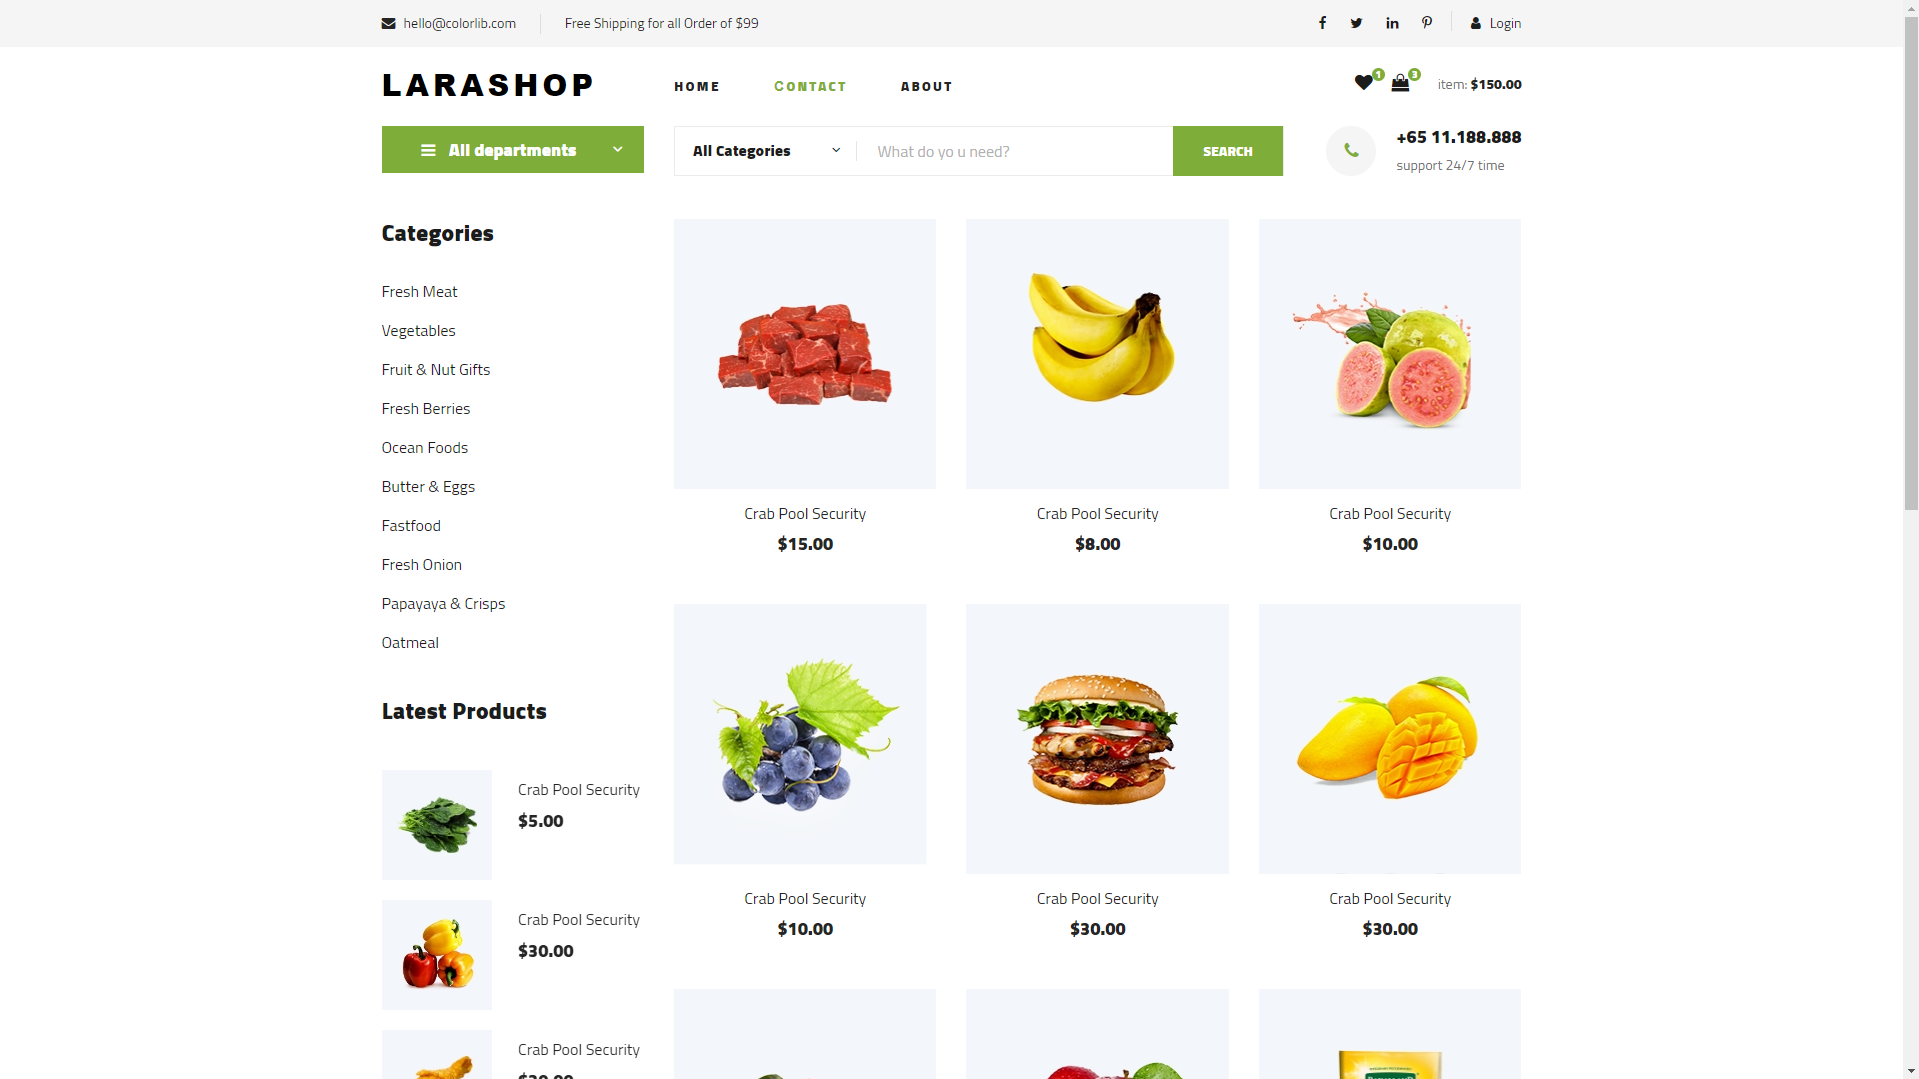 hello@colorlib.com
Free Shipping for all Order of $99
Login
LARASHOP
HOME
CONTACT
ABOUT
1
3
item: $150.00
All departments
All Categories
What do yo u need?
SEARCH
+65 11.188.888
support 24/7 time
Categories
Fresh Meat
Vegetables
Fruit & Nut Gifts
Fresh Berries
Ocean Foods
Butter & Eggs
Fastfood
Fresh Onion
Papayaya & Crisps
Oatmeal
Latest Products
Crab Pool Security
$5.00
Crab Pool Security
$30.00
Crab Pool Security
Crab Pool Security
$15.00
Crab Pool Security
$8.00
Crab Pool Security
$10.00
Crab Pool Security
$10.00
Crab Pool Security
$30.00
Crab Pool Security
$30.00